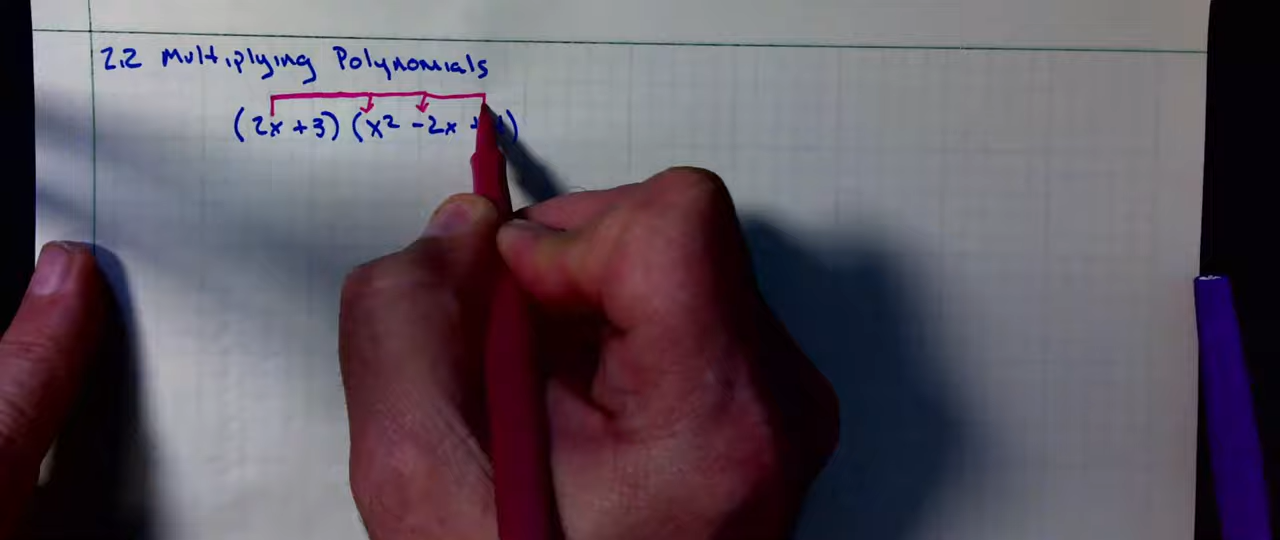 2.2 Multiplying Polynomials
(2x +3) (x² -2x + )